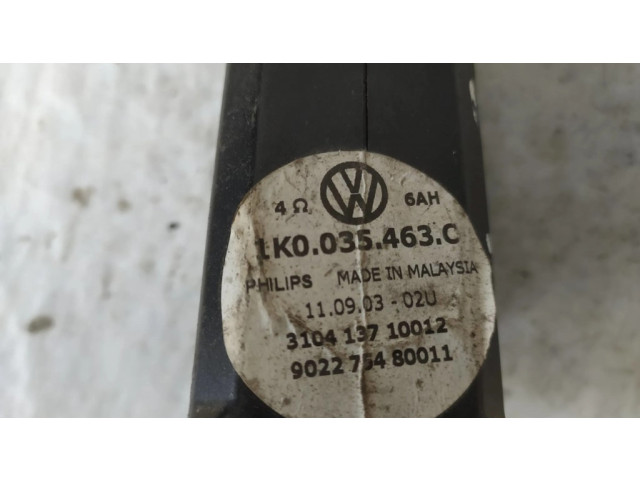 4 Ω VW 6AH
1K0.035.463.C
PHILIPS MADE IN MALAYSIA
11.09.03 - 02U
3104 137 10012
9022 754 80011